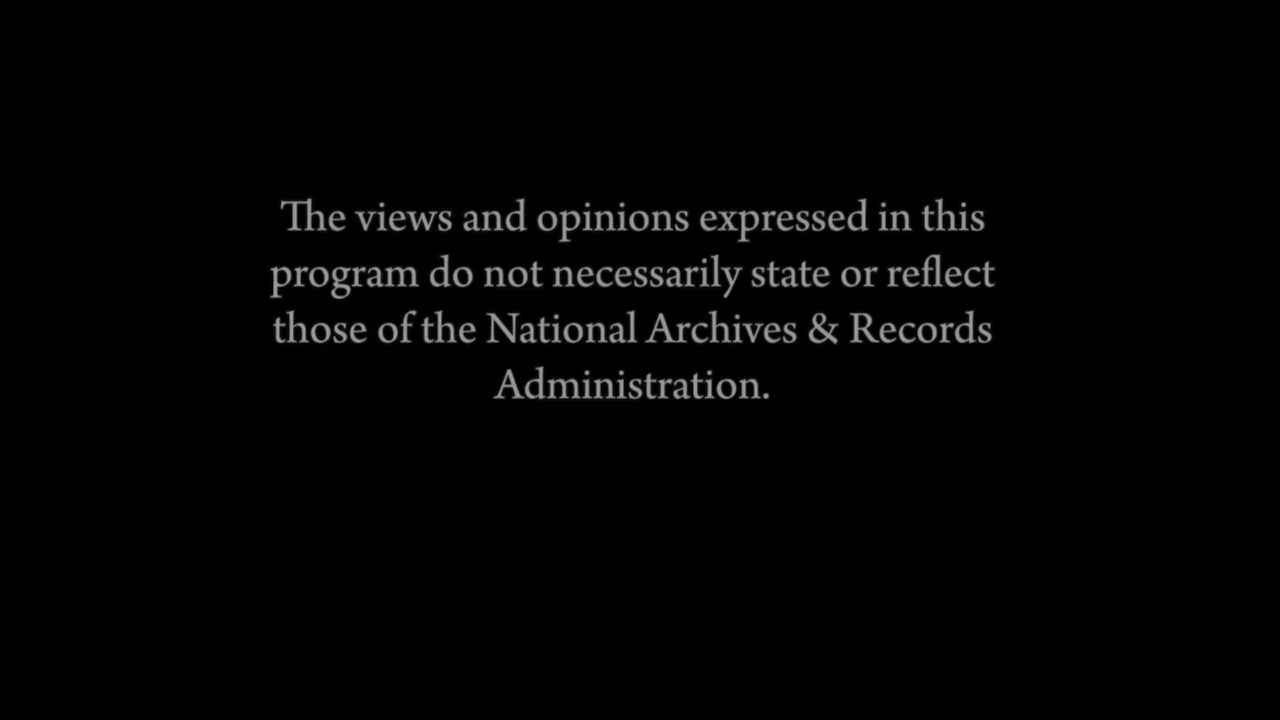 The views and opinions expressed in this
program do not necessarily state or reflect
those of the National Archives & Records
Administration.